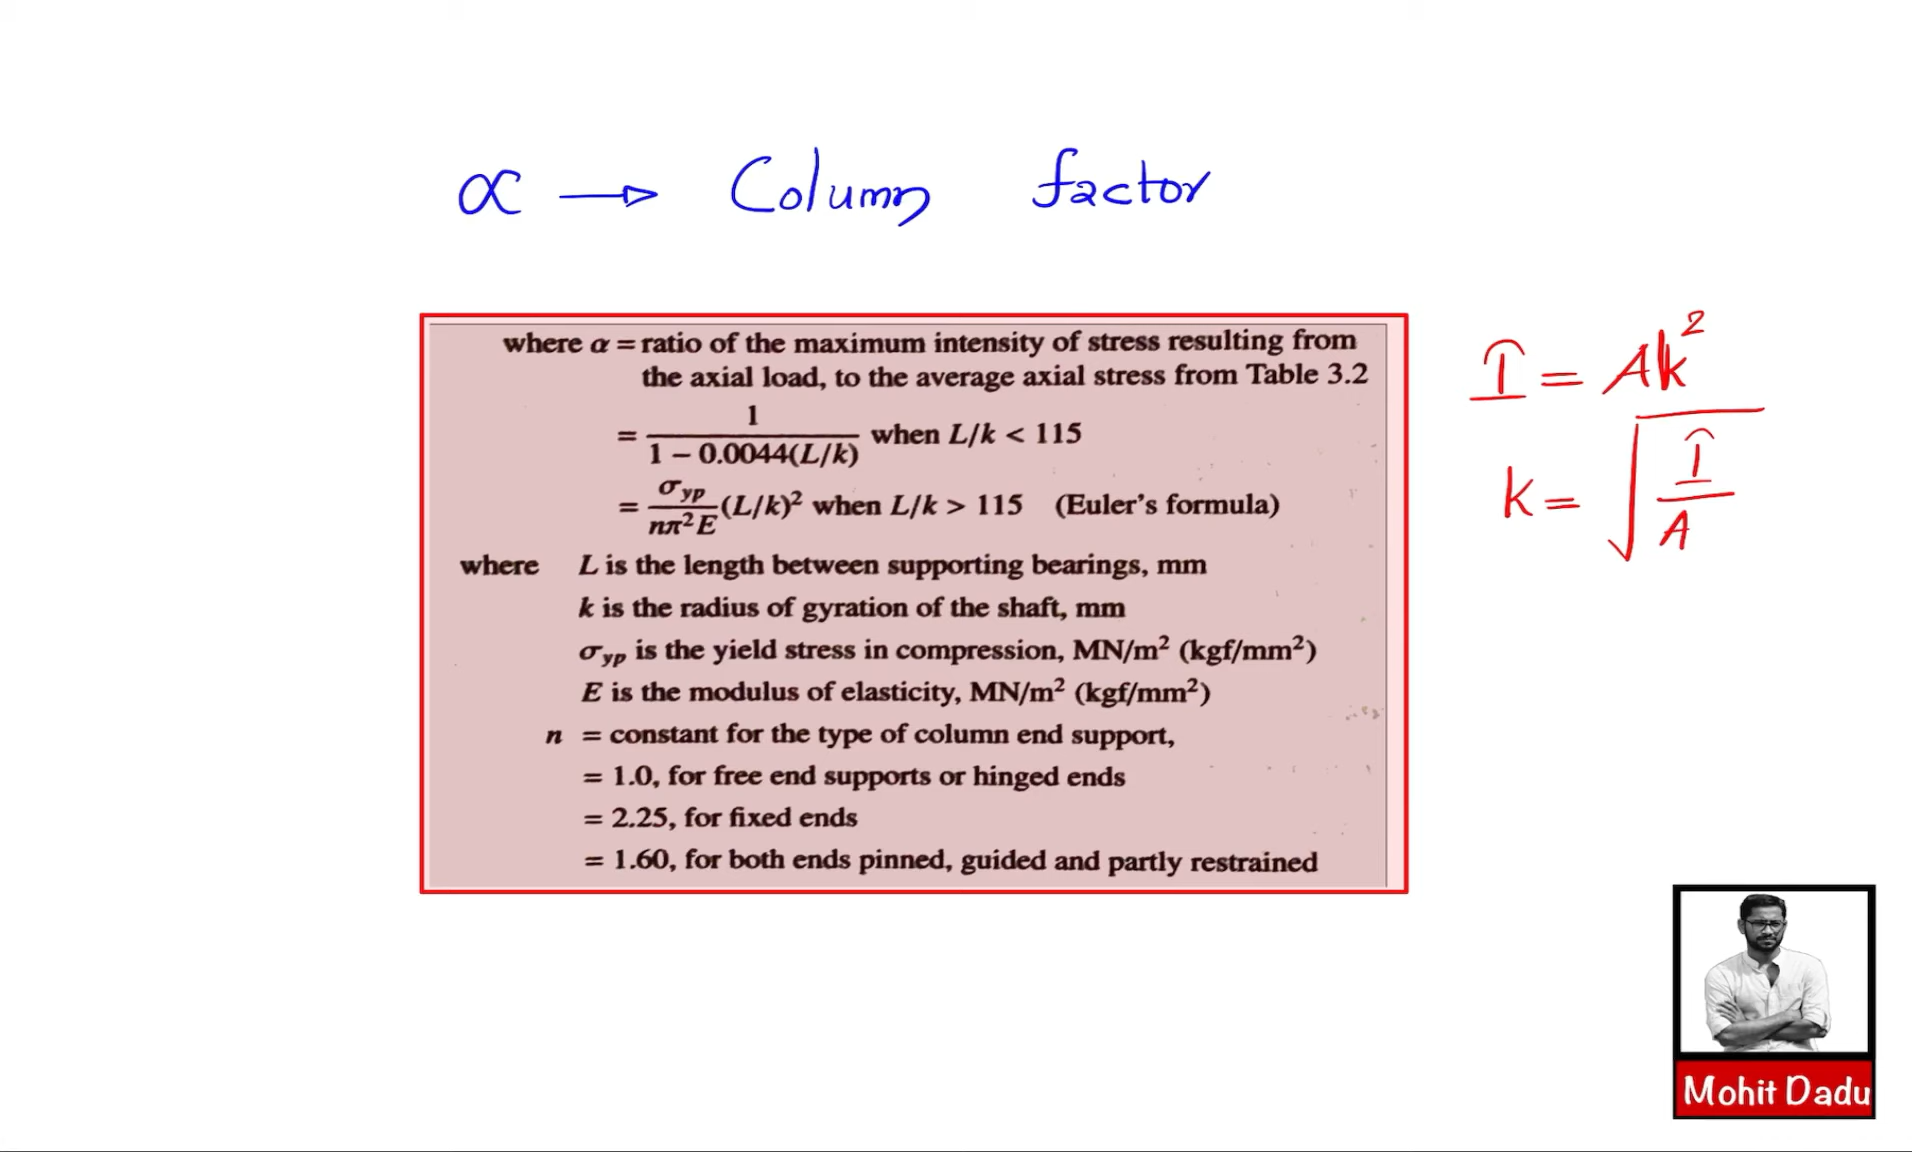 α → Column factor
where α = ratio of the maximum intensity of stress resulting from
the axial load, to the average axial stress from Table 3.2
= 1 / (1 − 0.0044(L/k)) when L/k < 115
= σyp / (nπ²E) (L/k)² when L/k > 115 (Euler's formula)
where L is the length between supporting bearings, mm
k is the radius of gyration of the shaft, mm
σyp is the yield stress in compression, MN/m² (kgf/mm²)
E is the modulus of elasticity, MN/m² (kgf/mm²)
n = constant for the type of column end support,
= 1.0, for free end supports or hinged ends
= 2.25, for fixed ends
= 1.60, for both ends pinned, guided and partly restrained
I = Ak²
k = √(I/A)
Mohit Dadu